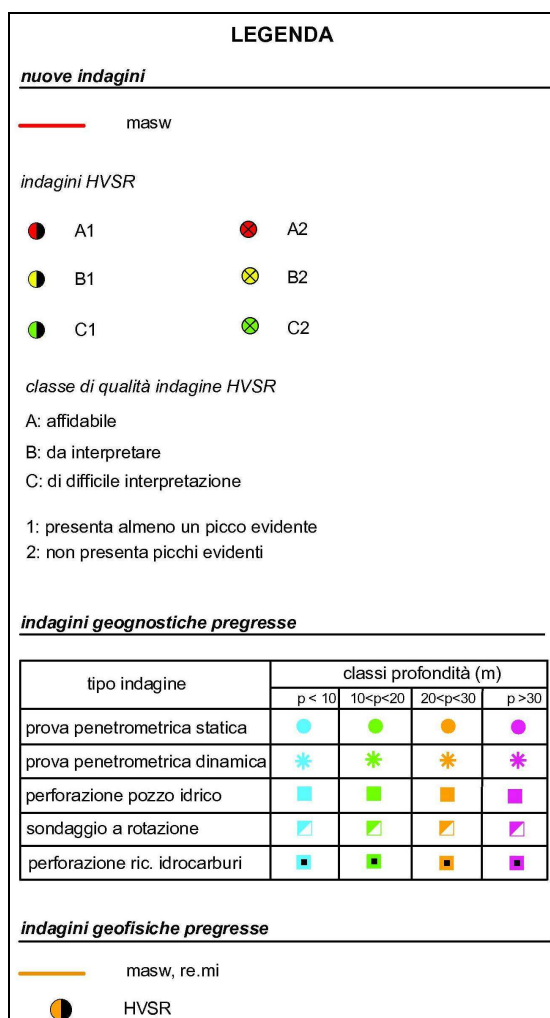 LEGENDA
nuove indagini
masw
indagini HVSR
A1 A2
B1 B2
C1 C2
classe di qualità indagine HVSR
A: affidabile
B: da interpretare
C: di difficile interpretazione
1: presenta almeno un picco evidente
2: non presenta picchi evidenti
indagini geognostiche pregresse
tipo indagine classi profondità (m)
p < 10 10<p<20 20<p<30 p >30
prova penetrometrica statica
prova penetrometrica dinamica
perforazione pozzo idrico
sondaggio a rotazione
perforazione ric. idrocarburi
indagini geofisiche pregresse
masw, re.mi
HVSR